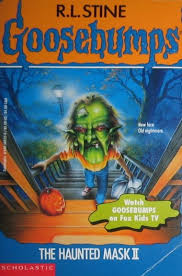 R.L. STINE
Goosebumps
New face.
Old nightmare.
Watch
GOOSEBUMPS
on Fox Kids TV
THE HAUNTED MASK II
SCHOLASTIC